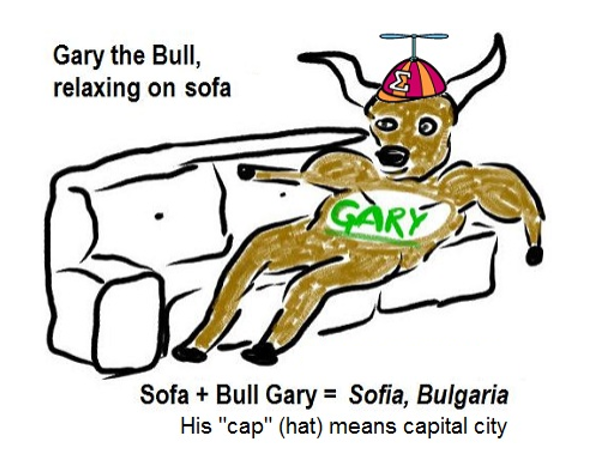 Gary the Bull,
relaxing on sofa
Σ
GARY
Sofa + Bull Gary = Sofia, Bulgaria
His "cap" (hat) means capital city